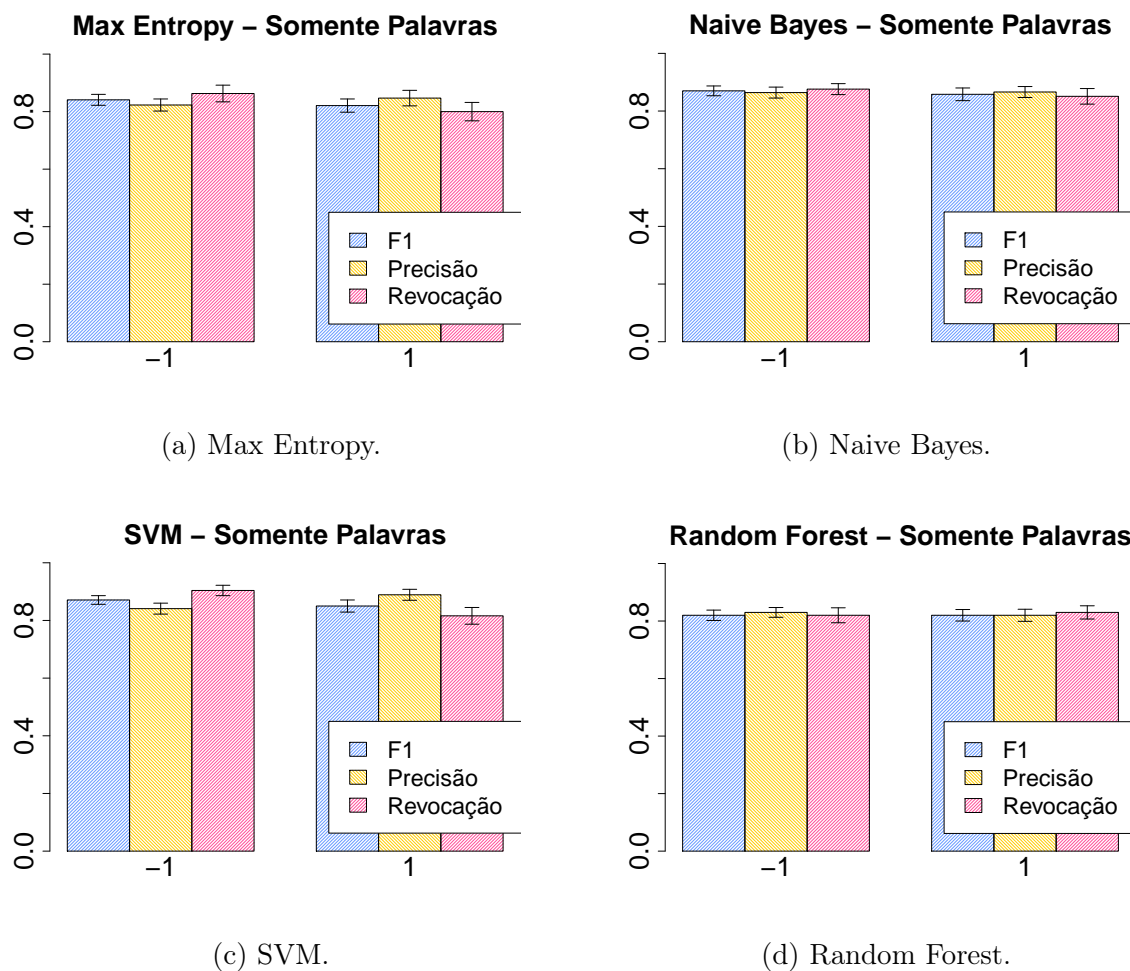 Max Entropy – Somente Palavras
0.8
0.4
0.0
F1
Precisão
Revocação
–1
1
(a) Max Entropy.
Naive Bayes – Somente Palavras
0.8
0.4
0.0
F1
Precisão
Revocação
–1
1
(b) Naive Bayes.
SVM – Somente Palavras
0.8
0.4
0.0
F1
Precisão
Revocação
–1
1
(c) SVM.
Random Forest – Somente Palavras
0.8
0.4
0.0
F1
Precisão
Revocação
–1
1
(d) Random Forest.